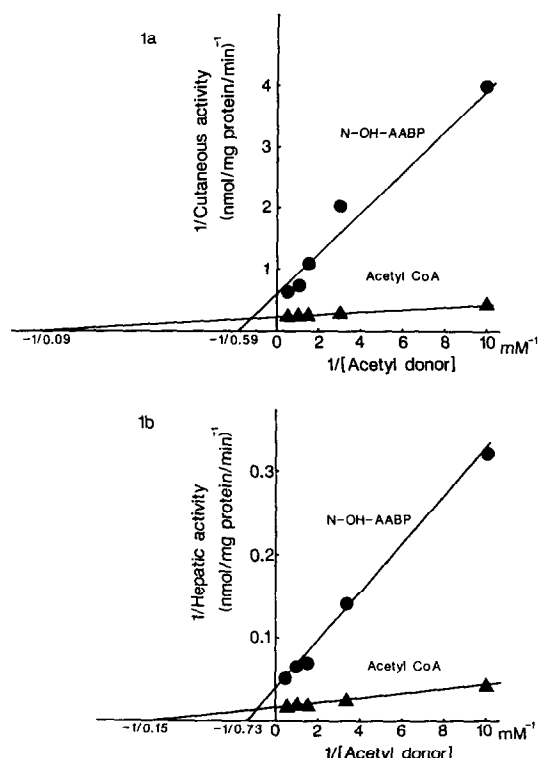 1a
1/Cutaneous activity
(nmol/mg protein/min)-1
4
2
1
0
N-OH-AABP
Acetyl CoA
-1/0.09
-1/0.59
0
2
4
6
8
10
mM-1
1/[Acetyl donor]
1b
1/Hepatic activity
(nmol/mg protein/min)-1
0.3
0.2
0.1
N-OH-AABP
Acetyl CoA
-1/0.15
-1/0.73
0
2
4
6
8
10
mM-1
1/[Acetyl donor]